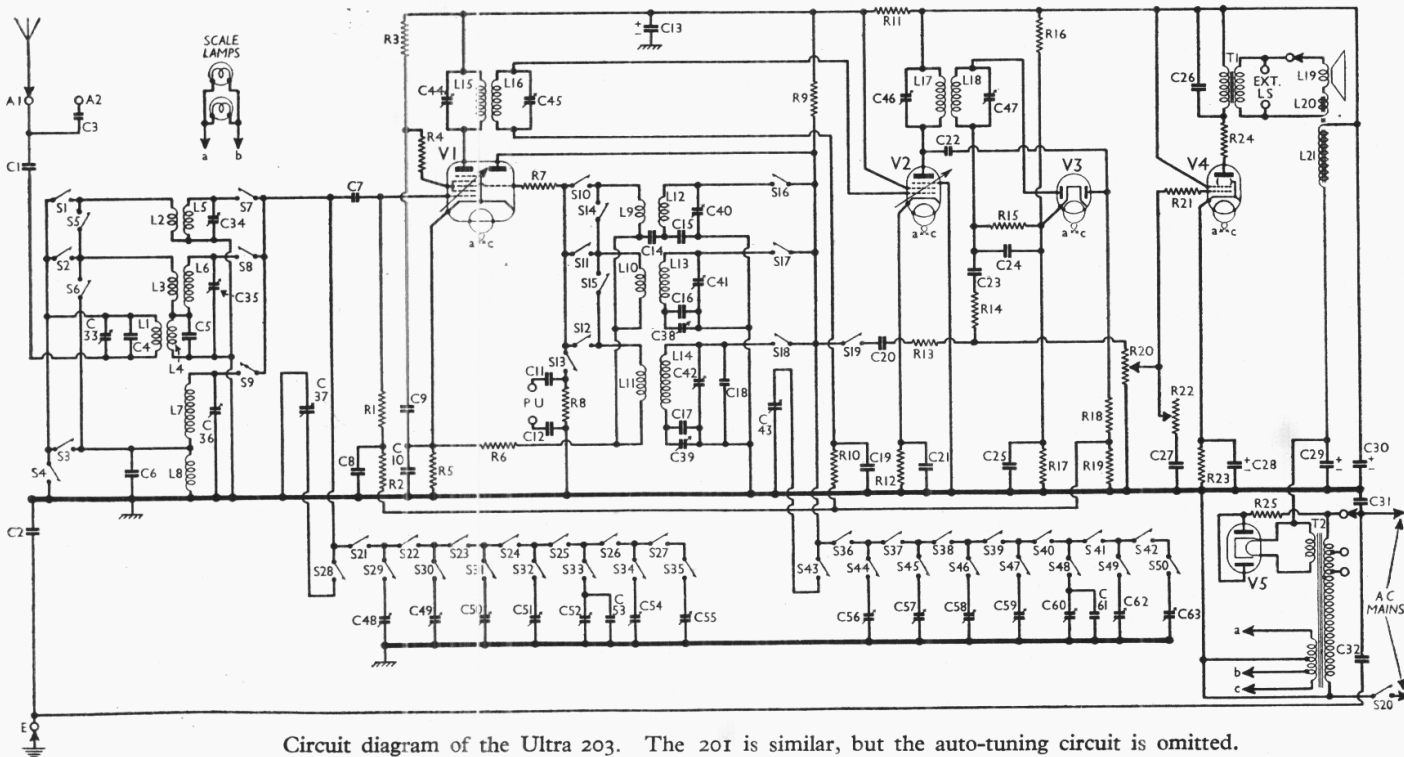 SCALE
LAMPS
A1
A2
C3
C1
a
b
S1
S5
S2
S6
L2
L5
C34
S7
S8
L3
L6
C35
C
33
C4
L1
L4
C5
S9
L7
C
36
L8
S3
S4
C6
C2
E
C7
C
37
R3
R4
V1
a
c
C44
L15
L16
C45
C13
R7
R1
C8
R2
C9
C
10
R5
R6
S10
S14
S11
S15
S12
S13
C11
P U
C12
R8
L9
L10
L11
C14
L12
C15
C40
L13
C16
C41
C38
L14
C42
C18
C17
C39
S16
S17
S18
S19
C
43
R9
R11
C20
R13
R10
C19
R12
C21
V2
a
c
C46
L17
L18
C47
C22
R16
V3
a
c
R15
C24
C23
R14
C25
R17
R18
R19
R20
R21
R22
C27
R23
C28
V4
a
c
R24
C26
T1
EXT.
LS
L19
L20
L21
C29
C30
C31
R25
T2
V5
a
b
c
C32
S20
A C
MAINS
S28
S21
S22
S23
S24
S25
S26
S27
S29
S30
S31
S32
S33
S34
S35
C48
C49
C50
C51
C52
C
53
C54
C55
S43
S36
S37
S38
S39
S40
S41
S42
S44
S45
S46
S47
S48
S49
S50
C56
C57
C58
C59
C60
C
61
C62
C63
Circuit diagram of the Ultra 203. The 201 is similar, but the auto-tuning circuit is omitted.